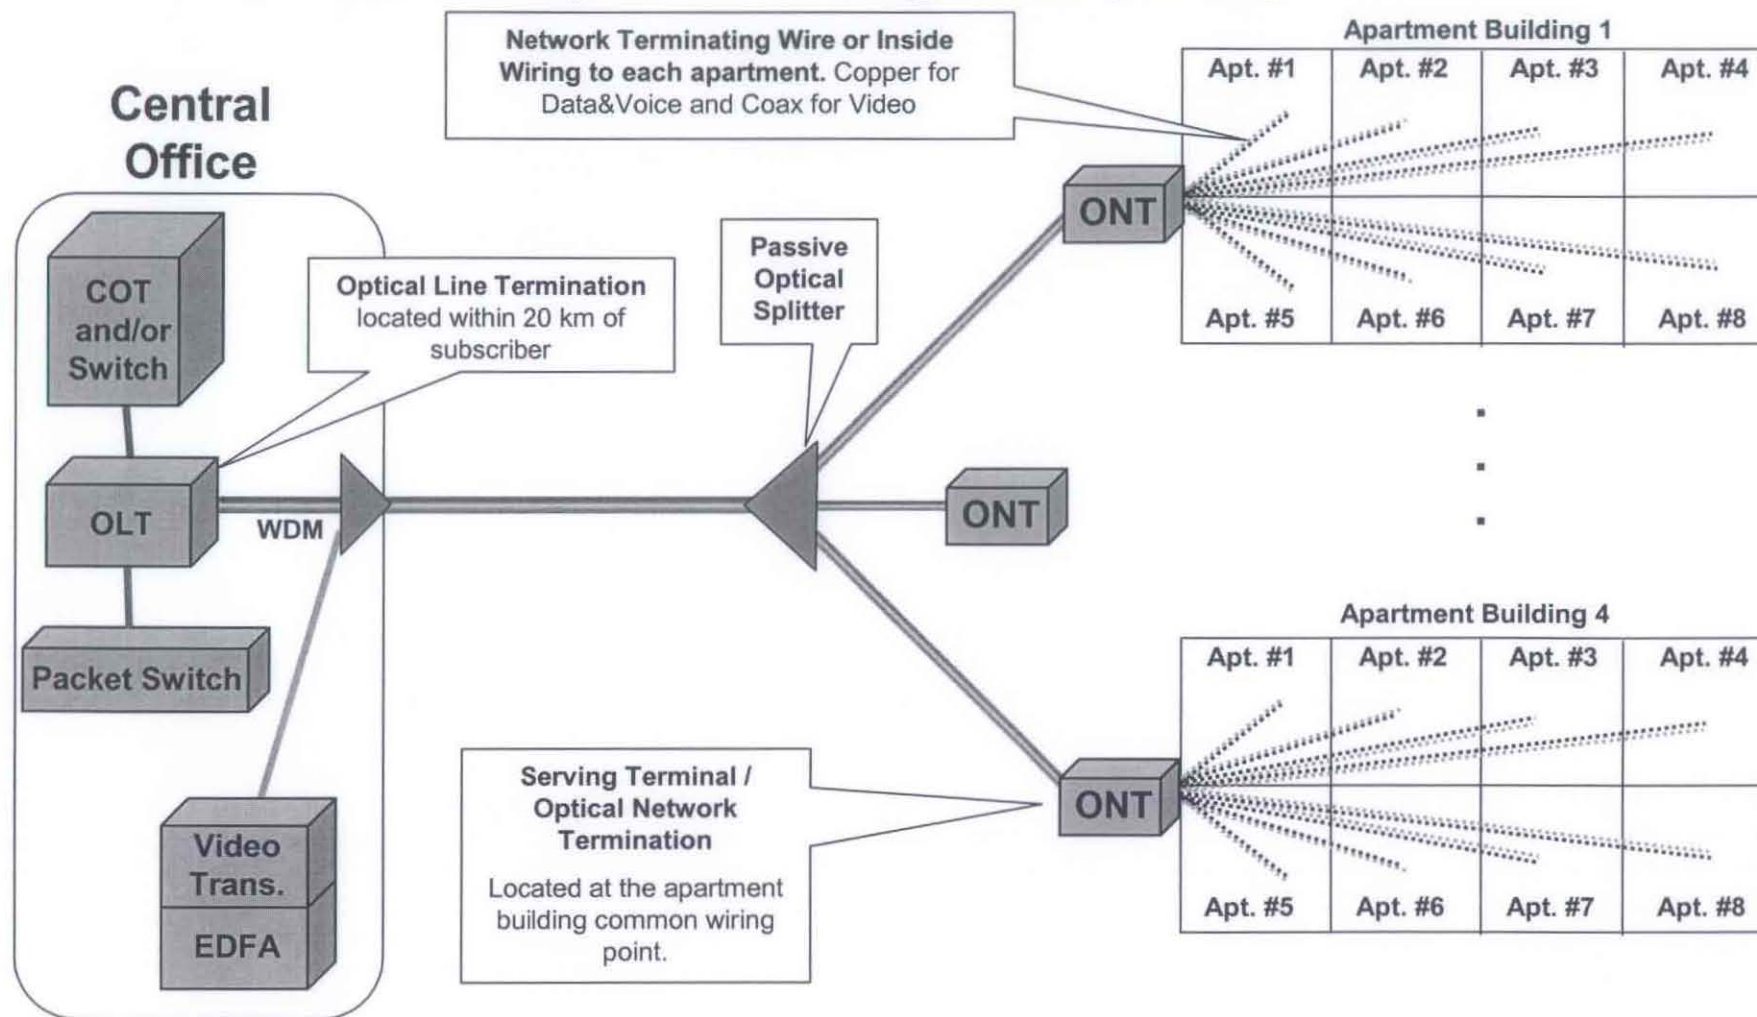 Central
Office
COT
and/or
Switch
OLT
WDM
Packet Switch
Video
Trans.
EDFA
Optical Line Termination
located within 20 km of
subscriber
Network Terminating Wire or Inside
Wiring to each apartment. Copper for
Data&Voice and Coax for Video
Passive
Optical
Splitter
ONT
ONT
ONT
Serving Terminal /
Optical Network
Termination
Located at the apartment
building common wiring
point.
Apartment Building 1
Apt. #1 Apt. #2 Apt. #3 Apt. #4
Apt. #5 Apt. #6 Apt. #7 Apt. #8
Apartment Building 4
Apt. #1 Apt. #2 Apt. #3 Apt. #4
Apt. #5 Apt. #6 Apt. #7 Apt. #8